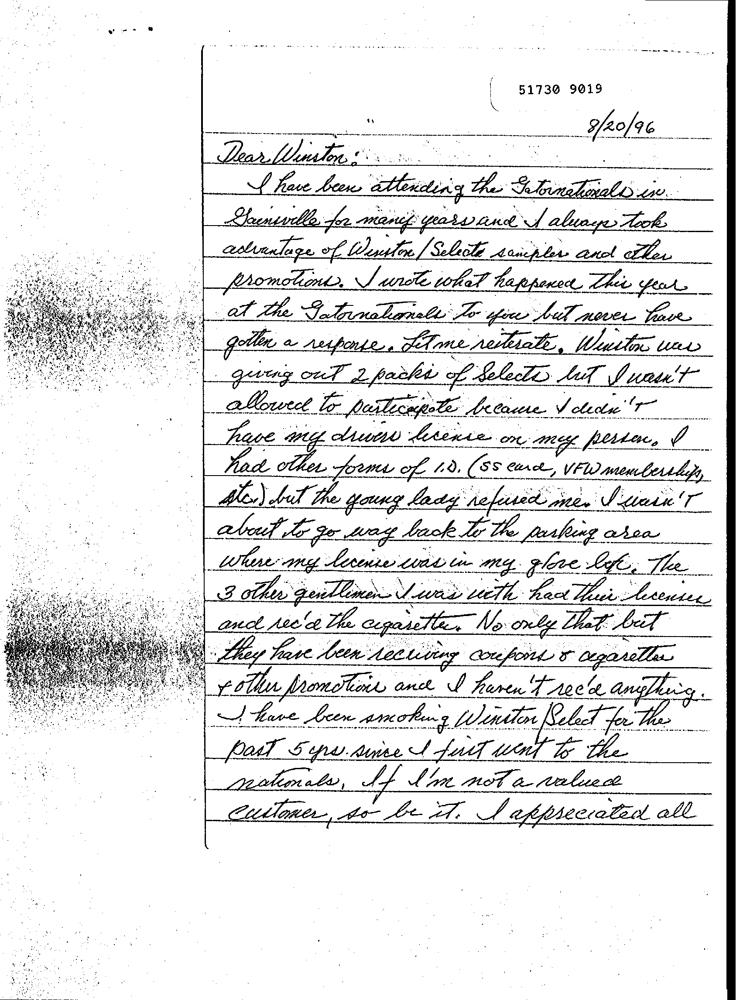 51730 9019
8/20/96
Dear Winston:
I have been attending the Gatornationals in
Gainsville for many years and I always took
advantage of Winston/Selects samples and other
promotions. I wrote what happened this year
at the Gatornationals to you but never have
gotten a response. Let me reiterate. Winston was
giving out 2 packs of Selects but I wasn't
allowed to participate because I didn't
have my drivers license on my person. I
had other forms of I.D. (SS card, VFW membership,
etc) but the young lady refused me. I wasn't
about to go way back to the parking area
where my license was in my glove box. The
3 other gentlemen I was with had their licenses
and rec'd the cigarettes. No only that but
they have been receiving coupons & cigarettes
+ other promotions and I haven't rec'd anything.
I have been smoking Winston/Select for the
past 5 yrs. since I first went to the
nationals. If I'm not a valued
customer, so be it. I appreciated all